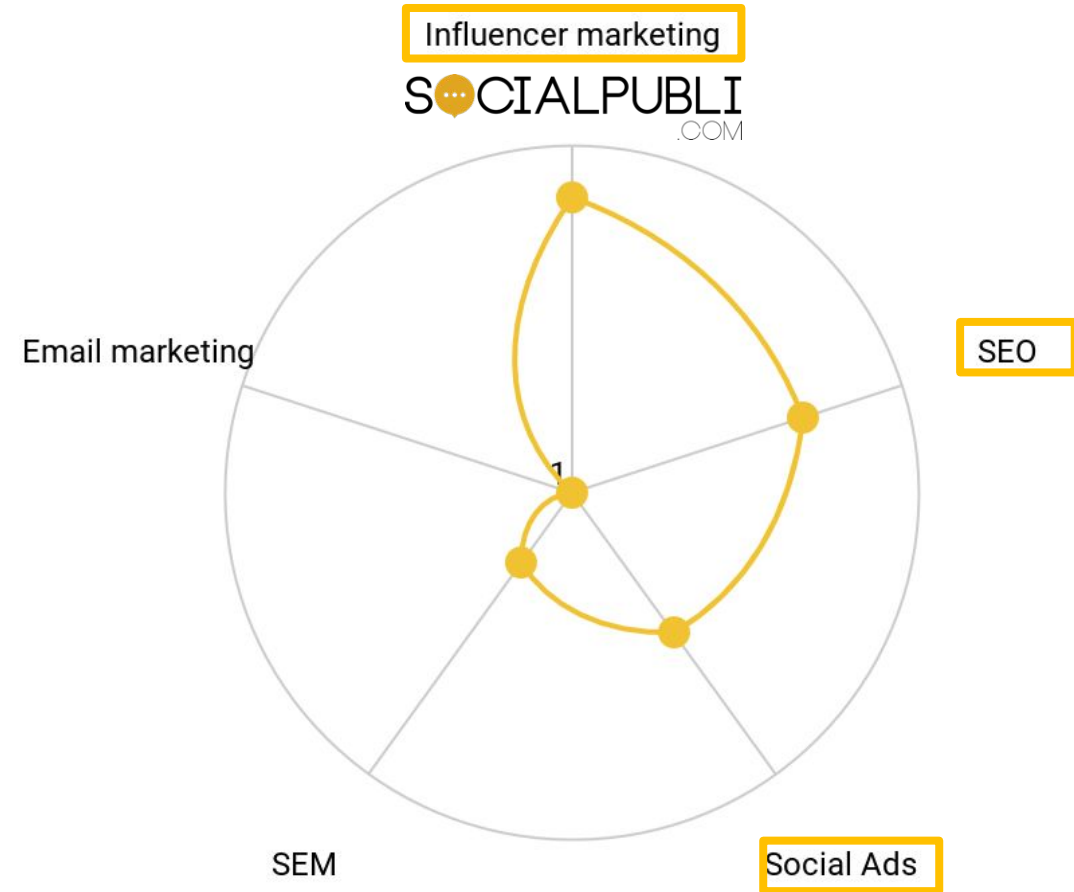 Influencer marketing
SOCIALPUBLI
.COM
Email marketing
SEO
1
SEM
Social Ads